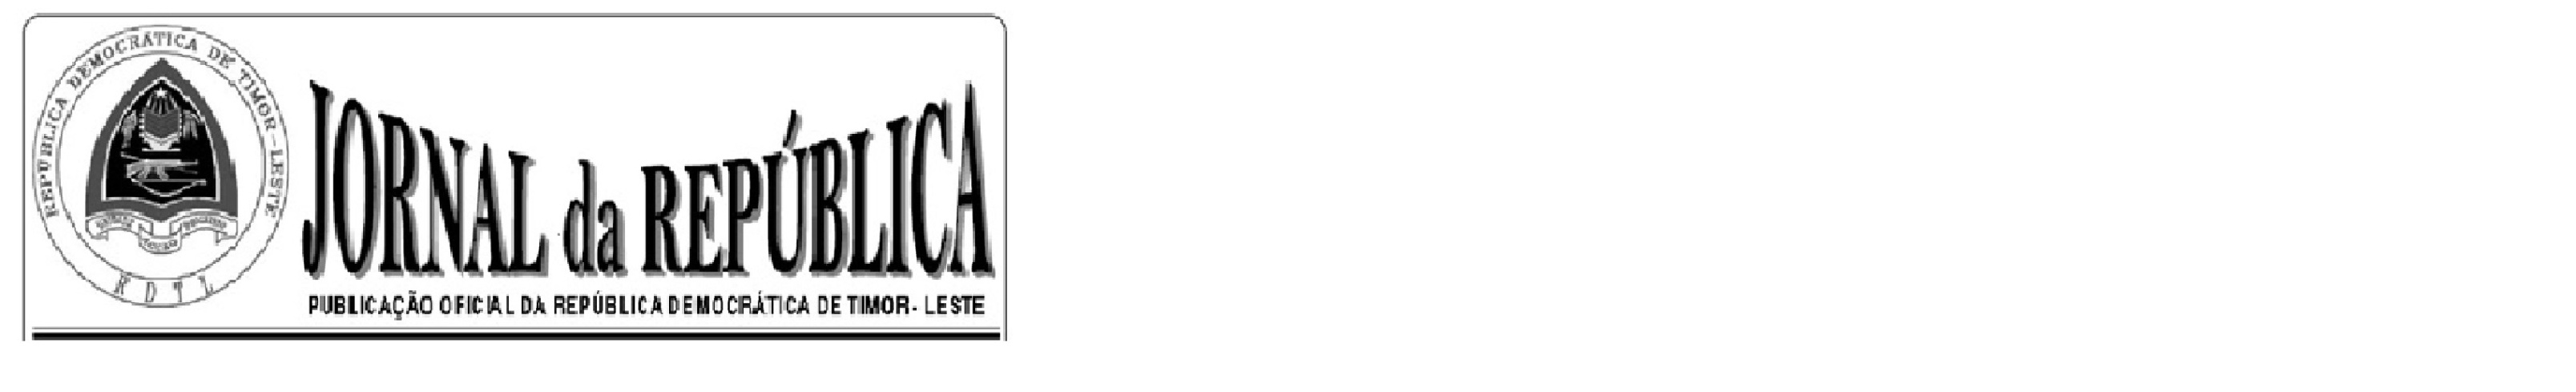 REPÚBLICA DEMOCRÁTICA DE TIMOR-LESTE
RDTL
JORNAL da REPÚBLICA
PUBLICAÇÃO OFICIAL DA REPÚBLICA DEMOCRÁTICA DE TIMOR- LESTE